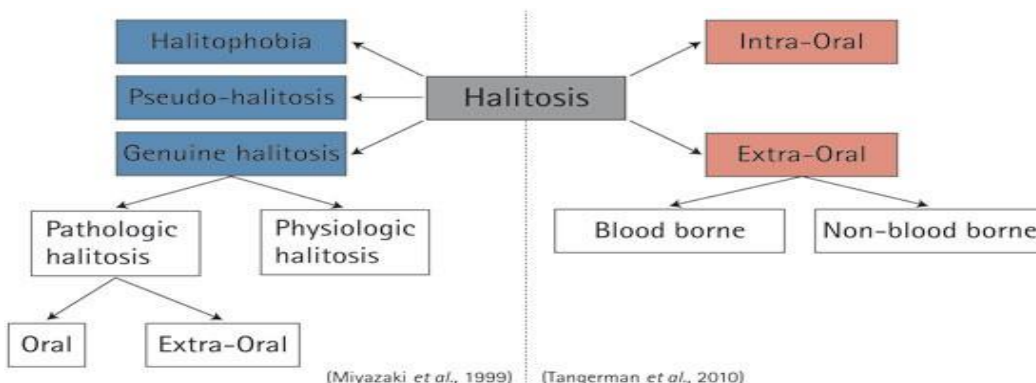 Halitophobia
Intra-Oral
Pseudo-halitosis
Halitosis
Genuine halitosis
Extra-Oral
Pathologic
halitosis
Physiologic
halitosis
Blood borne
Non-blood borne
Oral
Extra-Oral
(Miyazaki et al., 1999)
(Tangerman et al., 2010)